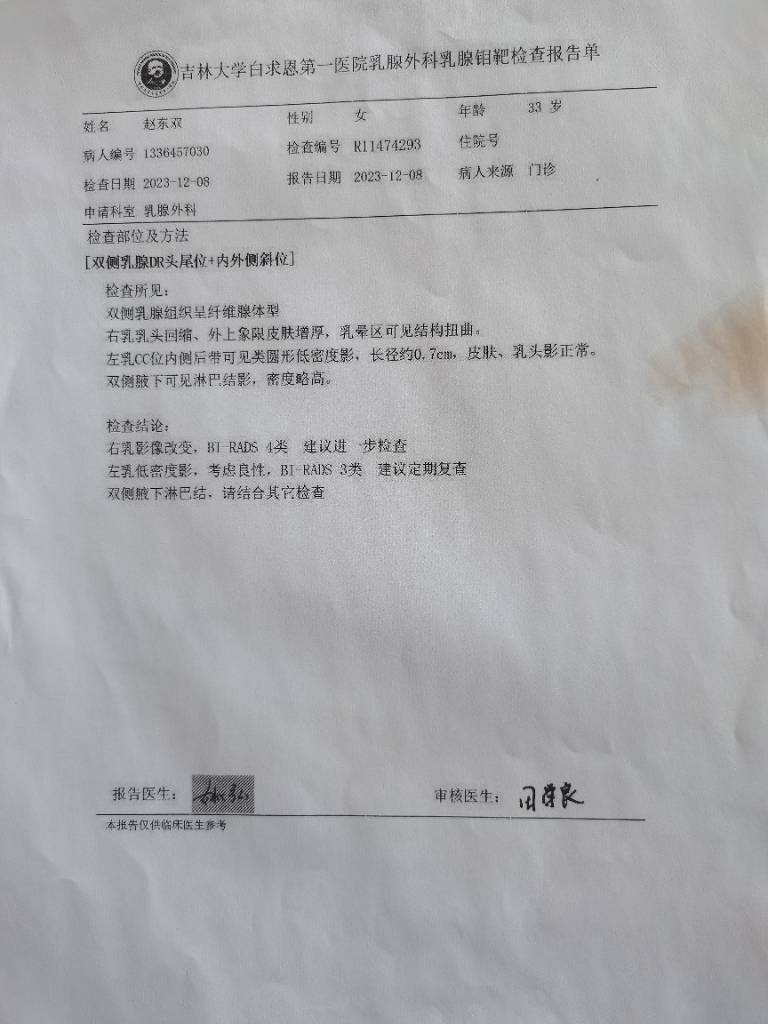 吉林大学白求恩第一医院乳腺外科乳腺钼靶检查报告单
姓名 赵东双 性别 女 年龄 33 岁
病人编号 1336457030 检查编号 R11474293 住院号
检查日期 2023-12-08 报告日期 2023-12-08 病人来源 门诊
申请科室 乳腺外科
检查部位及方法
[双侧乳腺DR头尾位+内外侧斜位]
检查所见：
双侧乳腺组织呈纤维腺体型
右乳乳头回缩、外上象限皮肤增厚，乳晕区可见结构扭曲。
左乳CC位内侧后带可见类圆形低密度影，长径约0.7cm，皮肤、乳头影正常。
双侧腋下可见淋巴结影，密度略高。
检查结论：
右乳影像改变，BI-RADS 4类 建议进一步检查
左乳低密度影，考虑良性，BI-RADS 3类 建议定期复查
双侧腋下淋巴结，请结合其它检查
报告医生： 审核医生：
本报告仅供临床医生参考